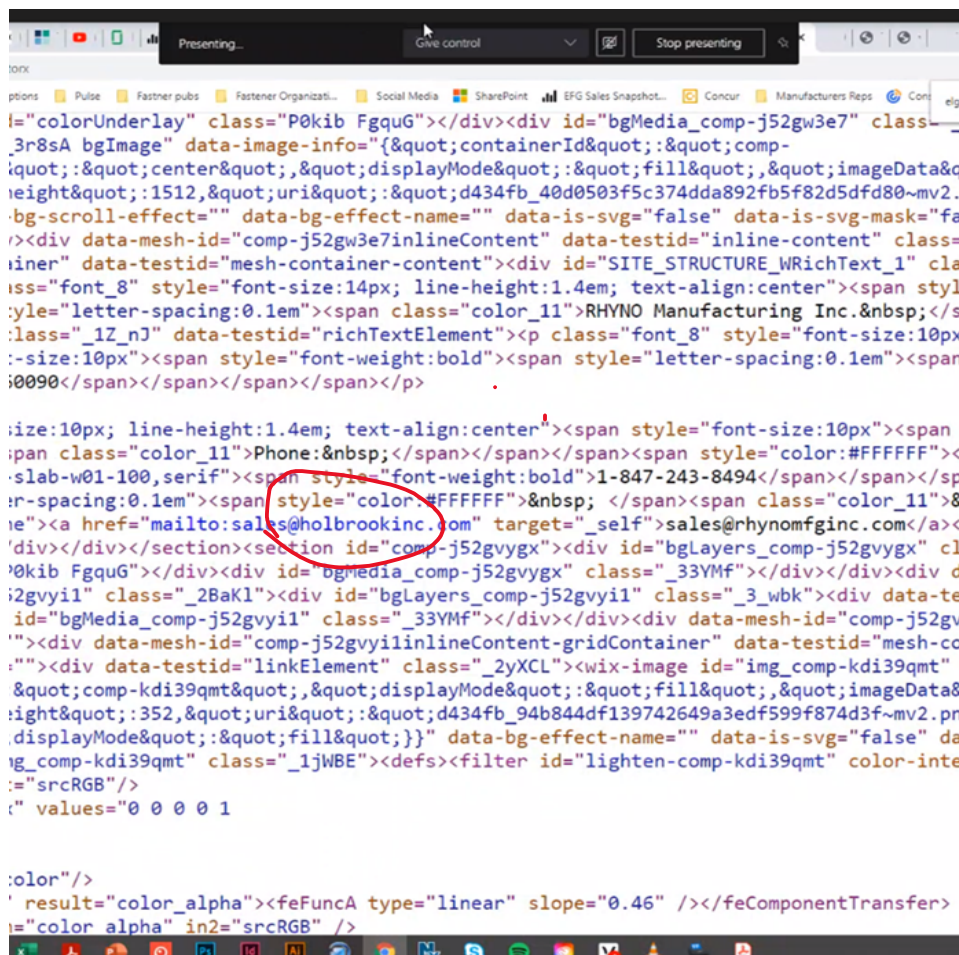 Presenting...
Give control
Stop presenting
torx
ptions Pulse Fastner pubs Fastener Organizati... Social Media SharePoint EFG Sales Snapshot... Concur Manufacturers Reps Con
="colorUnderlay" class="P0kib FgquG"></div><div id="bgMedia_comp-j52gw3e7" class="
_3r8sA bgImage" data-image-info="{&quot;containerId&quot;:&quot;comp-
&quot;:&quot;center&quot;,&quot;displayMode&quot;:&quot;fill&quot;,&quot;imageData&q
neight&quot;:1512,&quot;uri&quot;:&quot;d434fb_40d0503f5c374dda892fb5f82d5dfd80~mv2.
-bg-scroll-effect="" data-bg-effect-name="" data-is-svg="false" data-is-svg-mask="fa
><div data-mesh-id="comp-j52gw3e7inlineContent" data-testid="inline-content" class=
ainer" data-testid="mesh-container-content"><div id="SITE_STRUCTURE_WRichText_1" cla
ass="font_8" style="font-size:14px; line-height:1.4em; text-align:center"><span styl
yle="letter-spacing:0.1em"><span class="color_11">RHYNO Manufacturing Inc.&nbsp;</s
lass="_1Z_nJ" data-testid="richTextElement"><p class="font_8" style="font-size:10px
-size:10px"><span style="font-weight:bold"><span style="letter-spacing:0.1em"><span
60090</span></span></span></span></p>
size:10px; line-height:1.4em; text-align:center"><span style="font-size:10px"><span
span class="color_11">Phone:&nbsp;</span></span></span><span style="color:#FFFFFF"><
-slab-w01-100,serif"><span style="font-weight:bold">1-847-243-8494</span></span></sp
er-spacing:0.1em"><span style="color:#FFFFFF">&nbsp; </span><span class="color_11">&
ne"><a href="mailto:sales@holbrookinc.com" target="_self">sales@rhynomfginc.com</a><
/div></div></section><section id="comp-j52gvygx"><div id="bgLayers_comp-j52gvygx" cl
P0kib FgquG"></div><div id="bgMedia_comp-j52gvygx" class="_33YMf"></div></div><div d
52gvyi1" class="_2BaKl"><div id="bgLayers_comp-j52gvyi1" class="_3_wbk"><div data-te
id="bgMedia_comp-j52gvyi1" class="_33YMf"></div></div><div data-mesh-id="comp-j52gv
""><div data-mesh-id="comp-j52gvyi1inlineContent-gridContainer" data-testid="mesh-co
=""><div data-testid="linkElement" class="_2yXCL"><wix-image id="img_comp-kdi39qmt"
:&quot;comp-kdi39qmt&quot;,&quot;displayMode&quot;:&quot;fill&quot;,&quot;imageData&
eight&quot;:352,&quot;uri&quot;:&quot;d434fb_94b844df139742649a3edf599f874d3f~mv2.pn
,displayMode&quot;:&quot;fill&quot;}}" data-bg-effect-name="" data-is-svg="false" da
ng_comp-kdi39qmt" class="_1jWBE"><defs><filter id="lighten-comp-kdi39qmt" color-inte
="srcRGB"/>
" values="0 0 0 0 1
color"/>
" result="color_alpha"><feFuncA type="linear" slope="0.46" /></feComponentTransfer>
="color_alpha" in2="srcRGB" />